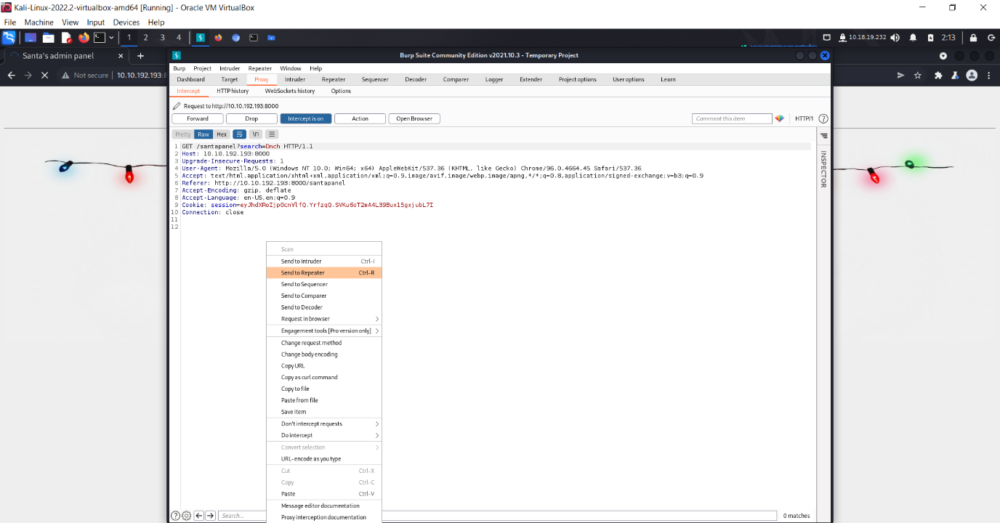 Kali-Linux-2022.2-virtualbox-amd64 [Running] - Oracle VM VirtualBox
File Machine View Input Devices Help
1 2 3 4 10.18.19.232 2:13
Santa's admin panel
Burp Suite Community Edition v2021.10.3 - Temporary Project
Not secure 10.10.192.193:8
Burp Project Intruder Repeater Window Help
Dashboard Target Proxy Intruder Repeater Sequencer Decoder Comparer Logger Extender Project options User options Learn
Intercept HTTP history WebSockets history Options
Request to http://10.10.192.193:8000
Forward Drop Intercept is on Action Open Browser Comment this item HTTP/1 ?
Pretty Raw Hex \n
INSPECTOR
1 GET /santapanel?search=Dnch HTTP/1.1
2 Host: 10.10.192.193:8000
3 Upgrade-Insecure-Requests: 1
4 User-Agent: Mozilla/5.0 (Windows NT 10.0; Win64; x64) AppleWebKit/537.36 (KHTML, like Gecko) Chrome/96.0.4664.45 Safari/537.36
5 Accept: text/html,application/xhtml+xml,application/xml;q=0.9,image/avif,image/webp,image/apng,*/*;q=0.8,application/signed-exchange;v=b3;q=0.9
6 Referer: http://10.10.192.193:8000/santapanel
7 Accept-Encoding: gzip, deflate
8 Accept-Language: en-US,en;q=0.9
9 Cookie: session=eyJhdXRoIjp0cnVlfQ.YrfzqQ.SVKu6oT2mA4L39Bux15gxjubL7I
10 Connection: close
11
12
Scan
Send to Intruder Ctrl-I
Send to Repeater Ctrl-R
Send to Sequencer
Send to Comparer
Send to Decoder
Request in browser
Engagement tools [Pro version only]
Change request method
Change body encoding
Copy URL
Copy as curl command
Copy to file
Paste from file
Save item
Don't intercept requests
Do intercept
Convert selection
URL-encode as you type
Cut Ctrl-X
Copy Ctrl-C
Paste Ctrl-V
Message editor documentation
Proxy interception documentation
? Search... 0 matches